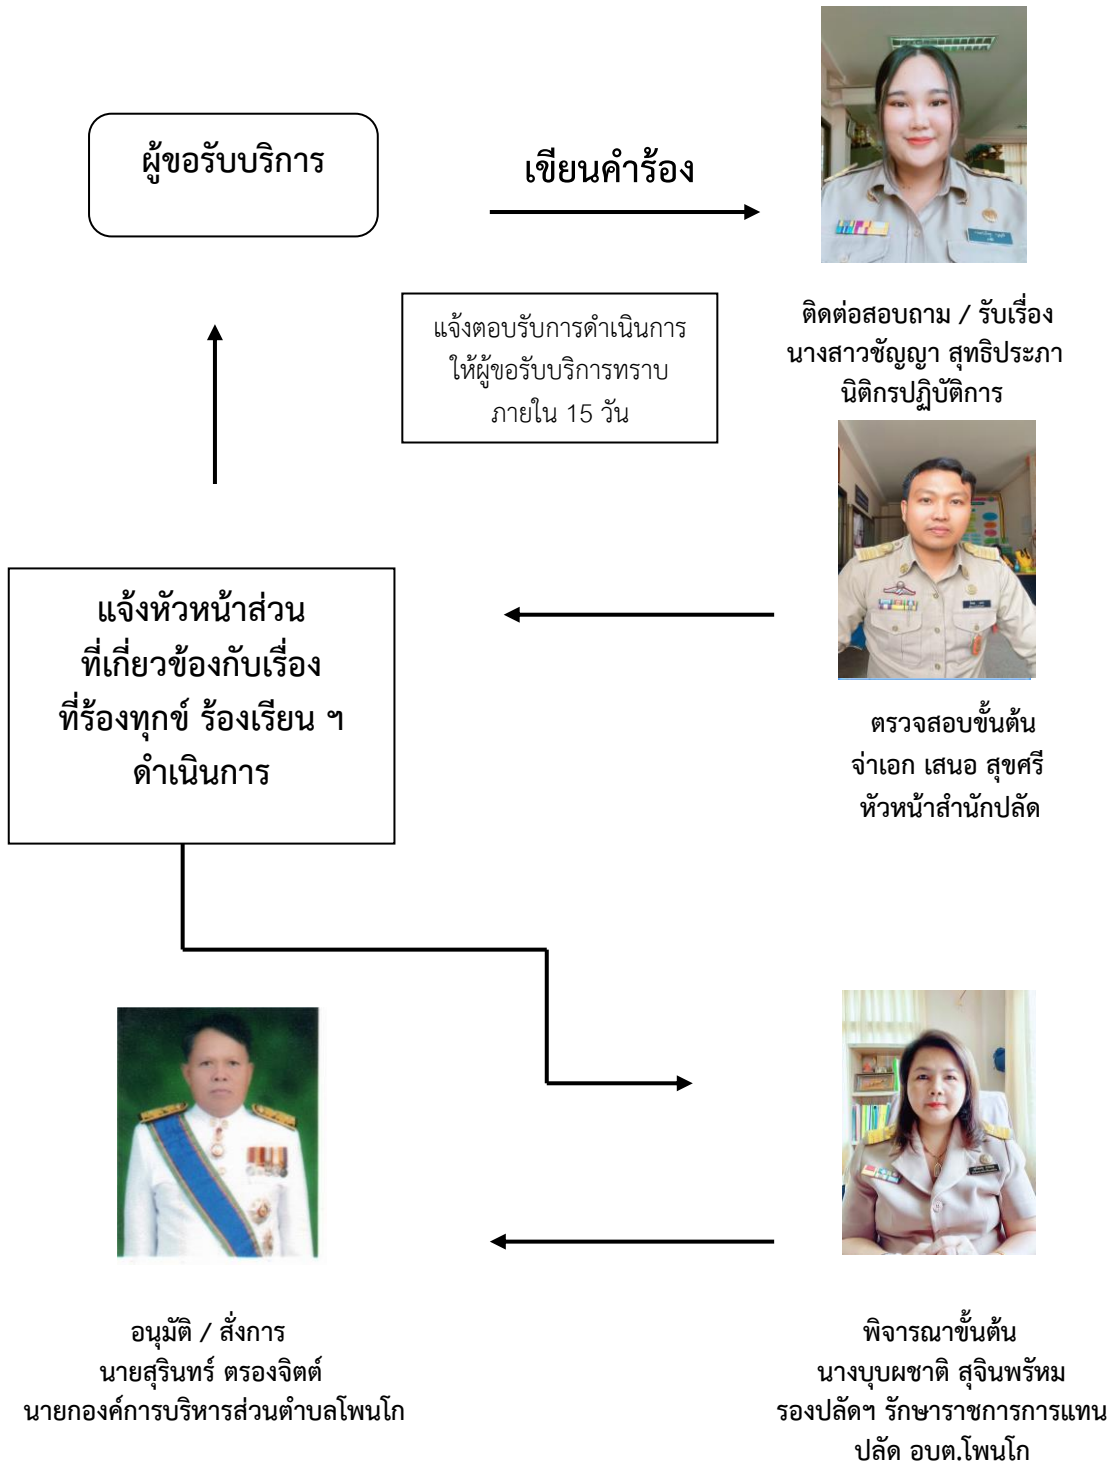 ผู้ขอรับบริการ
เขียนคำร้อง
ติดต่อสอบถาม / รับเรื่อง
นางสาวชัญญา สุทธิประภา
นิติกรปฏิบัติการ
แจ้งตอบรับการดำเนินการ
ให้ผู้ขอรับบริการทราบ
ภายใน 15 วัน
ตรวจสอบขั้นต้น
จ่าเอก เสนอ สุขศรี
หัวหน้าสำนักปลัด
แจ้งหัวหน้าส่วน
ที่เกี่ยวข้องกับเรื่อง
ที่ร้องทุกข์ ร้องเรียน ฯ
ดำเนินการ
พิจารณาขั้นต้น
นางบุบผชาติ สุจินพรัหม
รองปลัดฯ รักษาราชการการแทน
ปลัด อบต.โพนโก
อนุมัติ / สั่งการ
นายสุรินทร์ ตรองจิตต์
นายกองค์การบริหารส่วนตำบลโพนโก